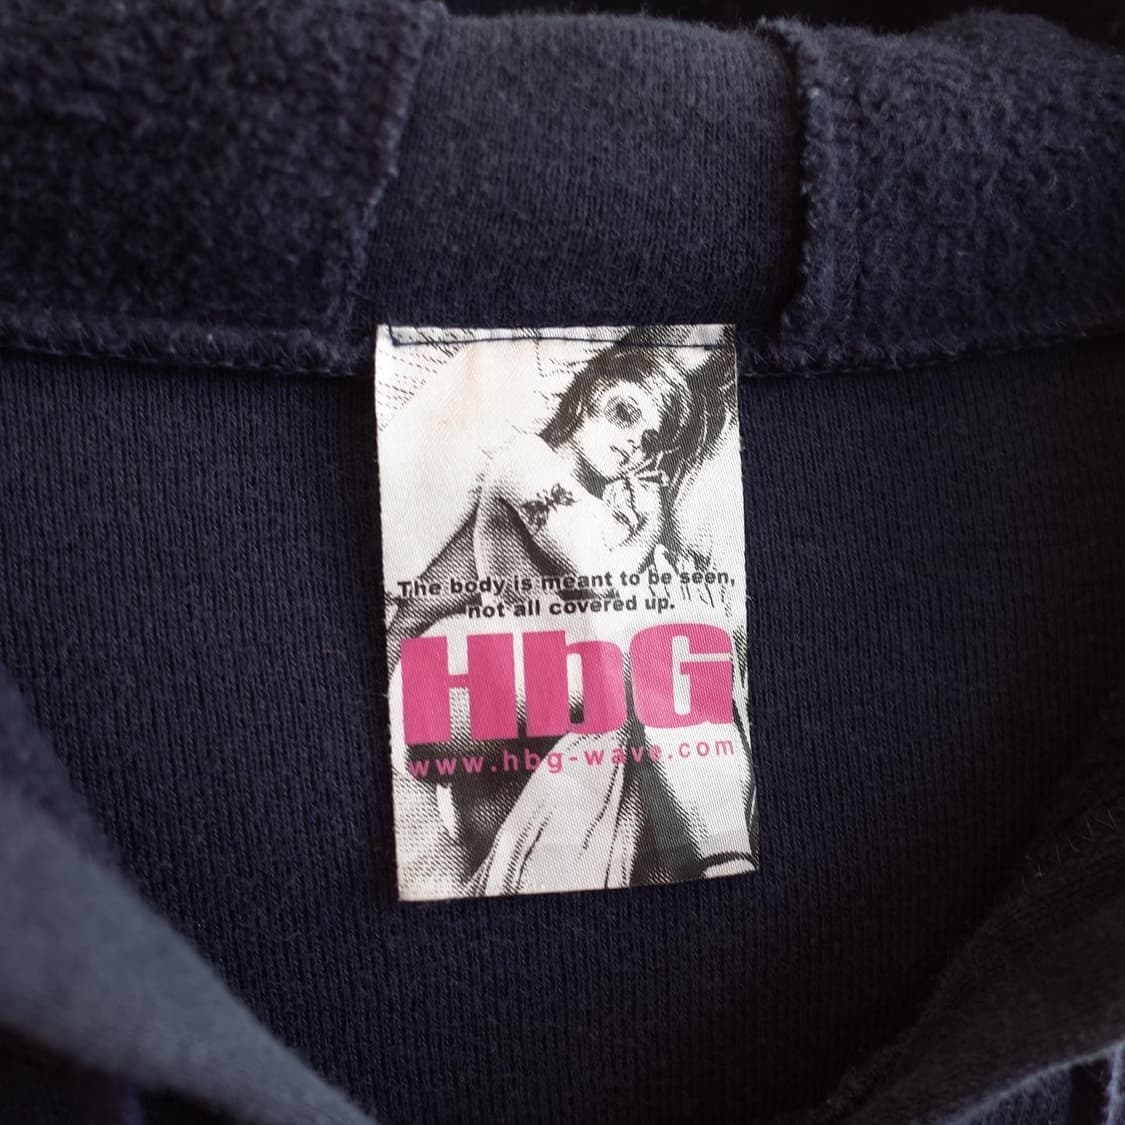 The body is meant to be seen,
not all covered up.
HbG
www.hbg-wave.com